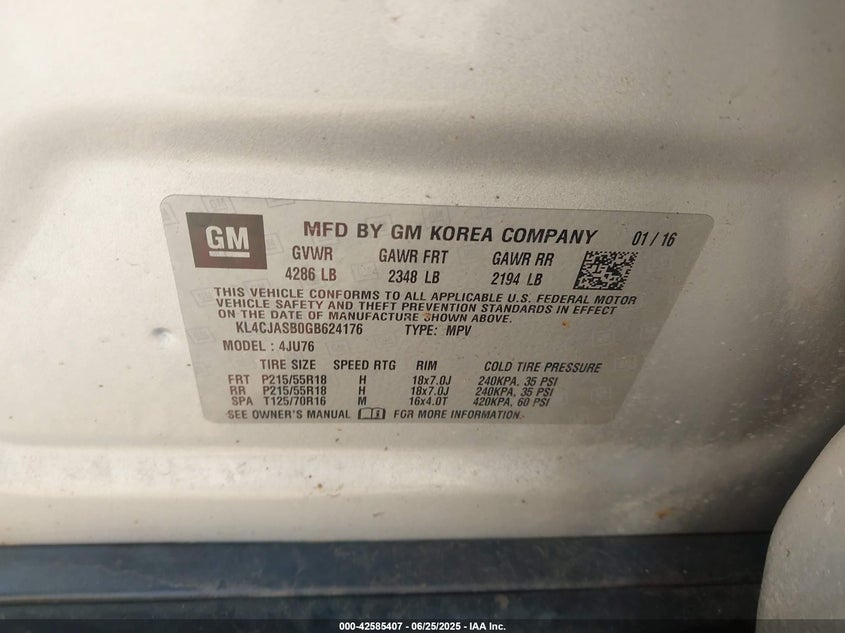 GM
MFD BY GM KOREA COMPANY 01 / 16
GVWR GAWR FRT GAWR RR
4286 LB 2348 LB 2194 LB
THIS VEHICLE CONFORMS TO ALL APPLICABLE U.S. FEDERAL MOTOR
VEHICLE SAFETY AND THEFT PREVENTION STANDARDS IN EFFECT
ON THE DATE OF MANUFACTURE SHOWN ABOVE.
KL4CJASB0GB624176 TYPE: MPV
MODEL : 4JU76
TIRE SIZE SPEED RTG RIM COLD TIRE PRESSURE
FRT P215/55R18 H 18x7.0J 240KPA, 35 PSI
RR P215/55R18 H 18x7.0J 240KPA, 35 PSI
SPA T125/70R16 M 16x4.0T 420KPA, 60 PSI
SEE OWNER'S MANUAL FOR MORE INFORMATION.
000-42585407 - 06/25/2025 - IAA Inc.